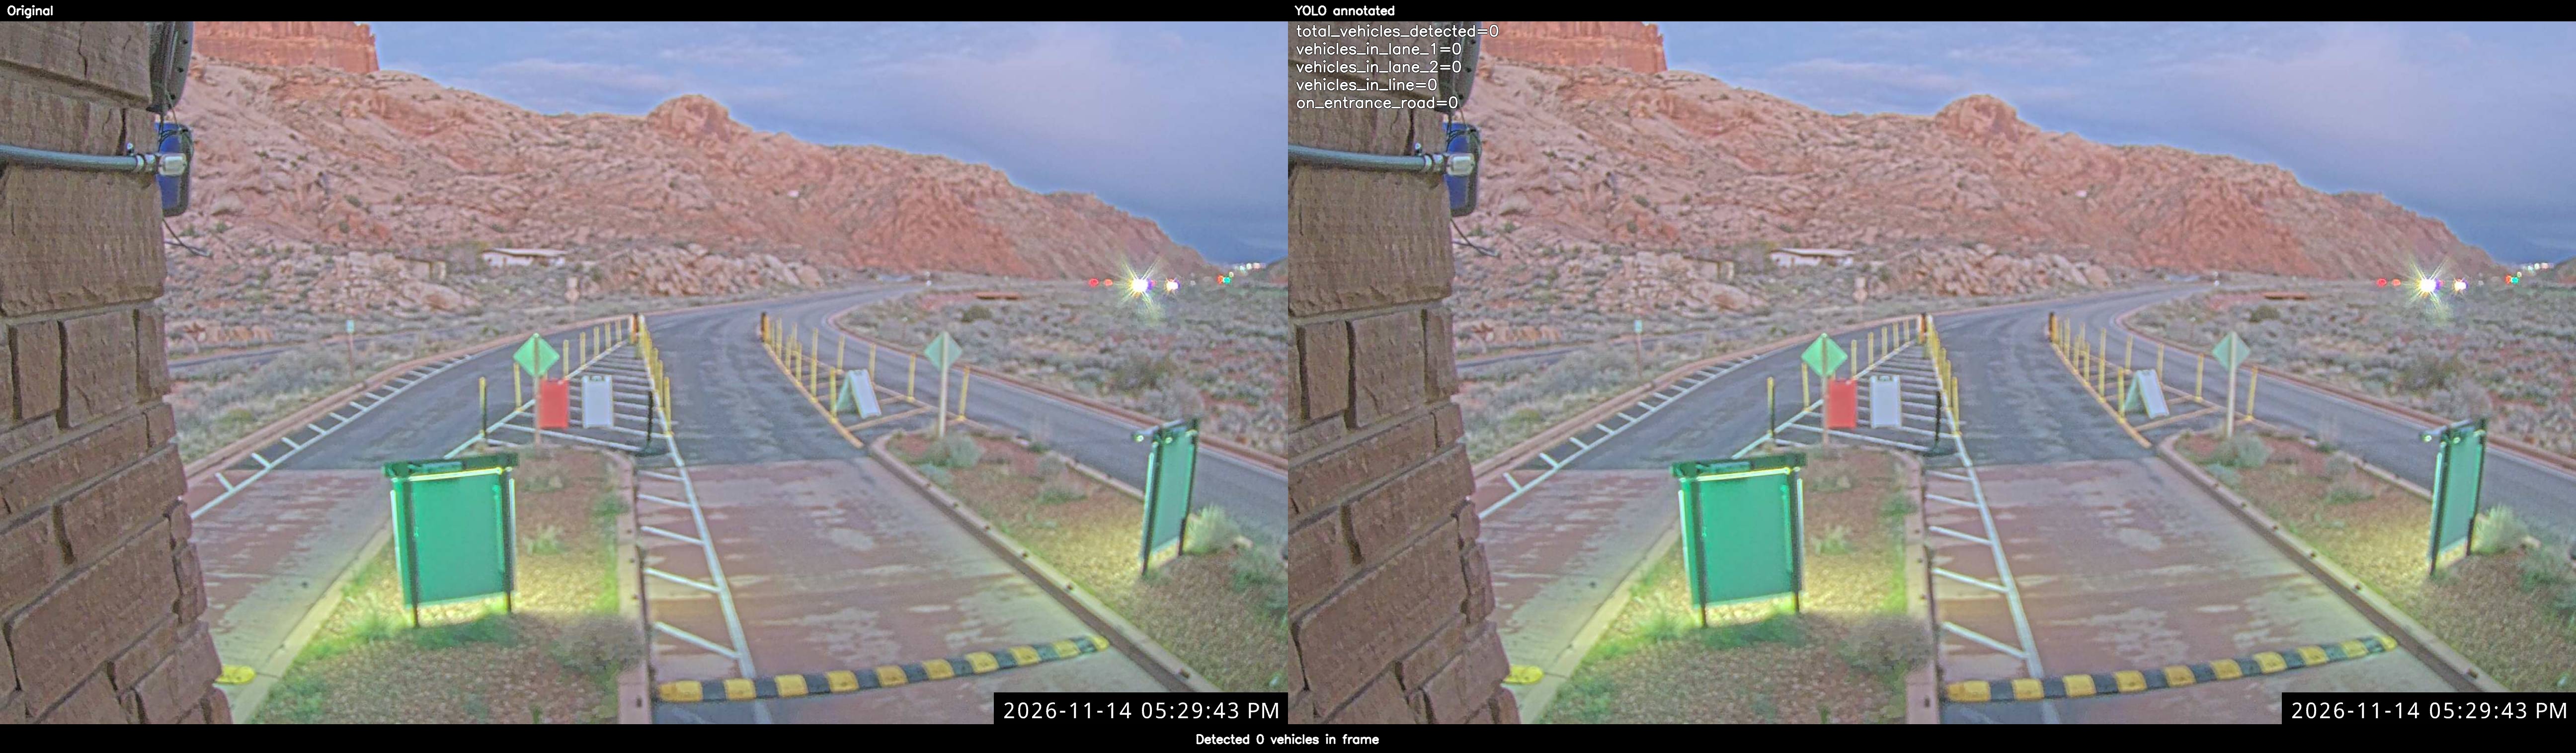 Original
YOLO annotated
total_vehicles_detected=0
vehicles_in_lane_1=0
vehicles_in_lane_2=0
vehicles_in_line=0
on_entrance_road=0
2026-11-14 05:29:43 PM
2026-11-14 05:29:43 PM
Detected 0 vehicles in frame